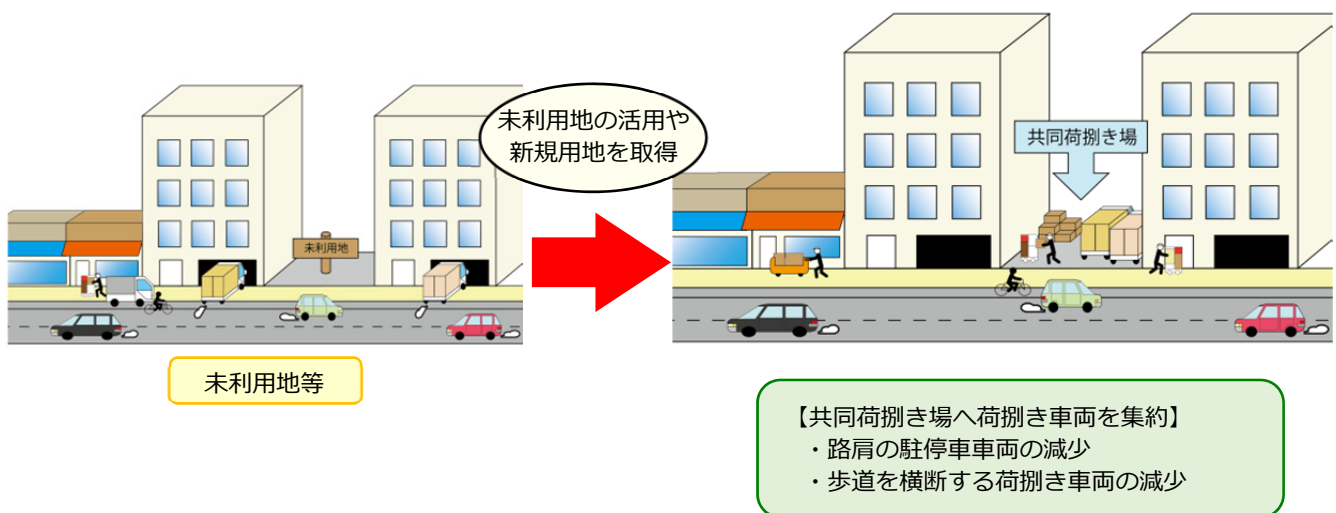 未利用地の活用や
新規用地を取得
共同荷捌き場
未利用地
未利用地等
【共同荷捌き場へ荷捌き車両を集約】
・路肩の駐停車車両の減少
・歩道を横断する荷捌き車両の減少